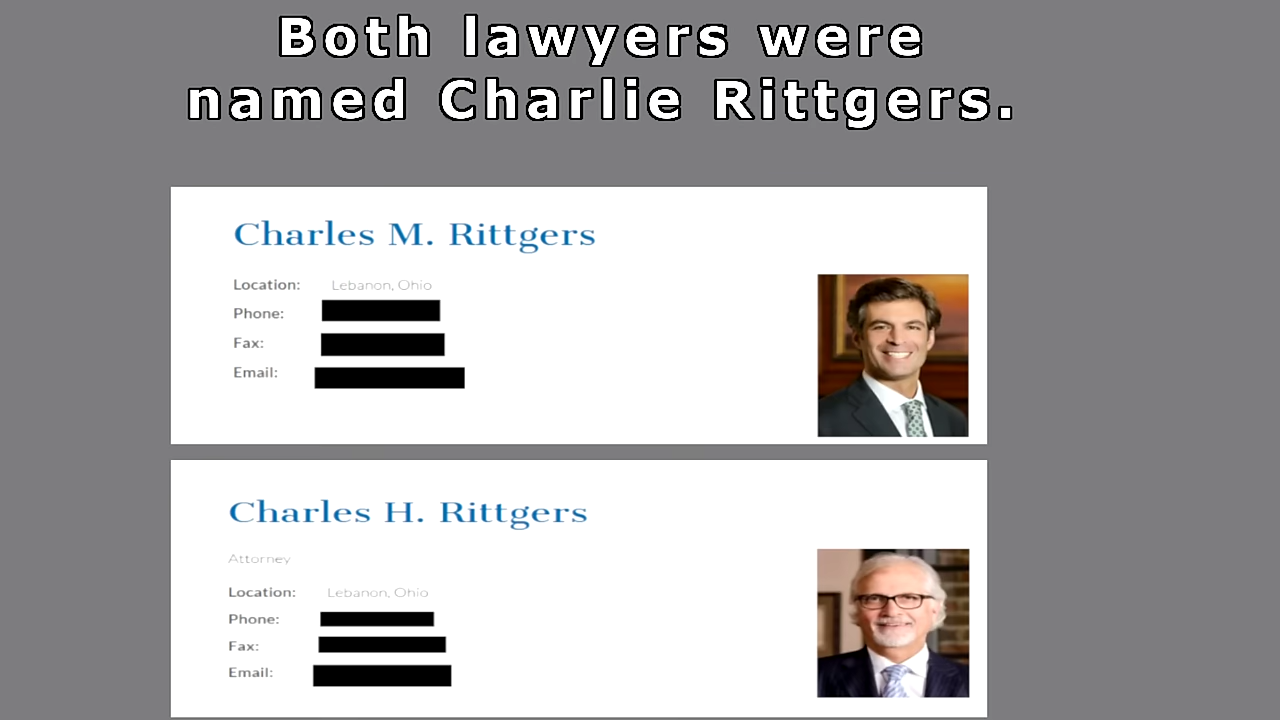 Both lawyers were
named Charlie Rittgers.
Charles M. Rittgers
Location: Lebanon, Ohio
Phone:
Fax:
Email:
Charles H. Rittgers
Attorney
Location: Lebanon, Ohio
Phone:
Fax:
Email: